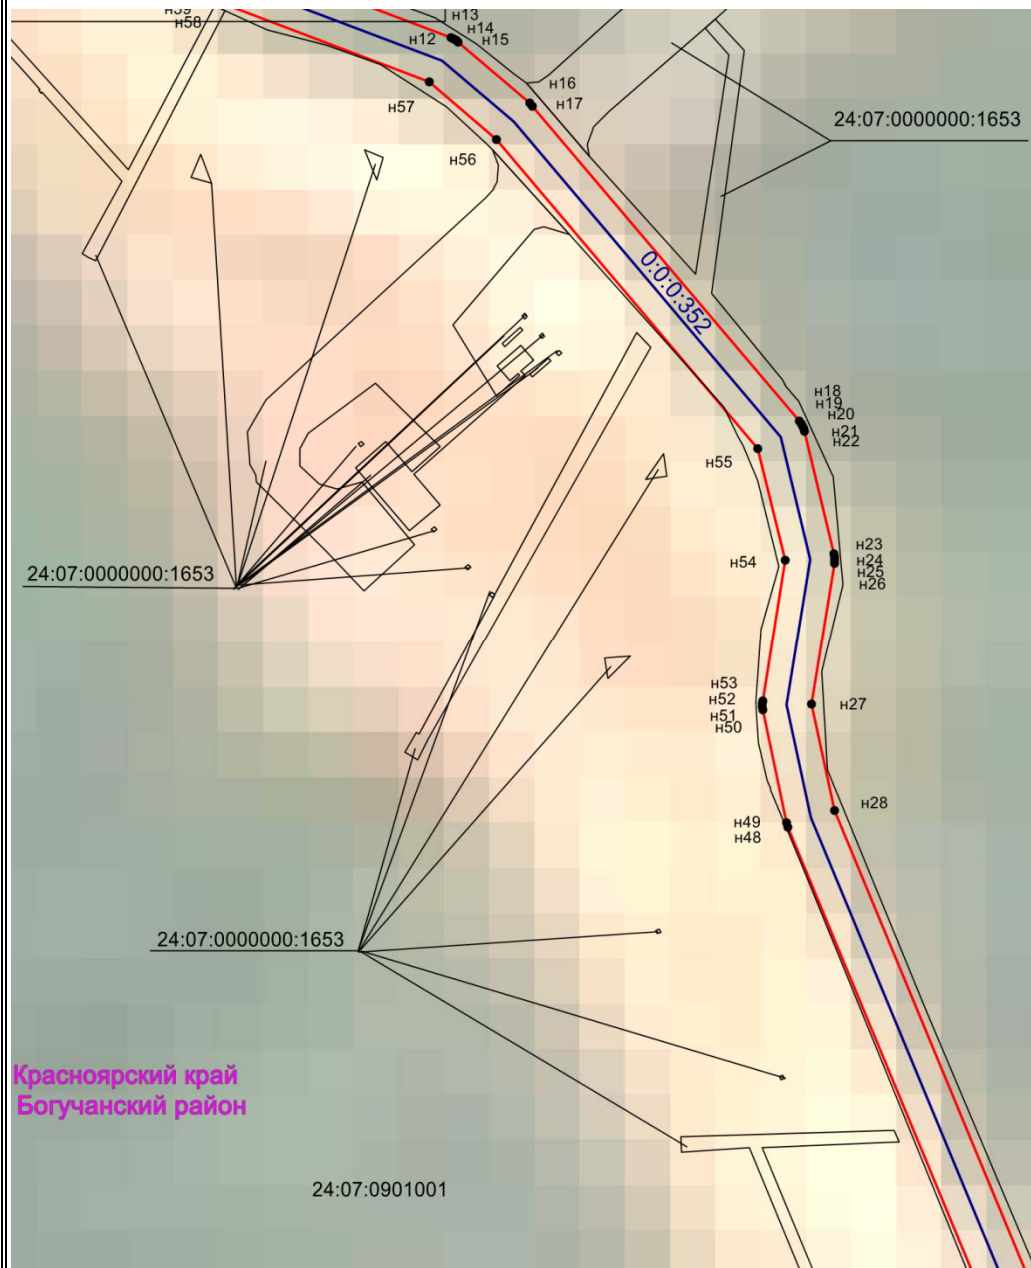 н59
н58
н13
н14
н12
н15
н16
н17
н57
н56
24:07:0000000:1653
0:0:0:352
н18
н19
н20
н21
н22
н55
н23
н24
н25
н26
н54
24:07:0000000:1653
н53
н52
н51
н50
н27
н28
н49
н48
24:07:0000000:1653
Красноярский край
Богучанский район
24:07:0901001